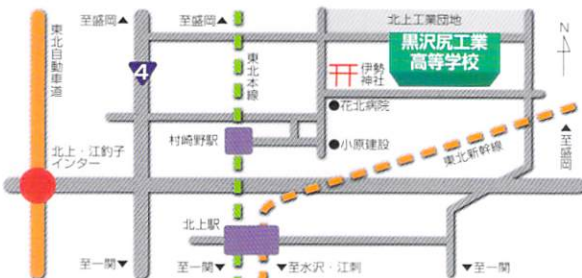 至盛岡▲
至盛岡▲
北上工業団地
黒沢尻工業
高等学校
N
東北自動車道
4
東北本線
伊勢
神社
●花北病院
村崎野駅
●小原建設
東北新幹線
▲至盛岡
北上・江釣子
インター
北上駅
至一関▼
至一関▼
▼至水沢・江刺
▼至一関